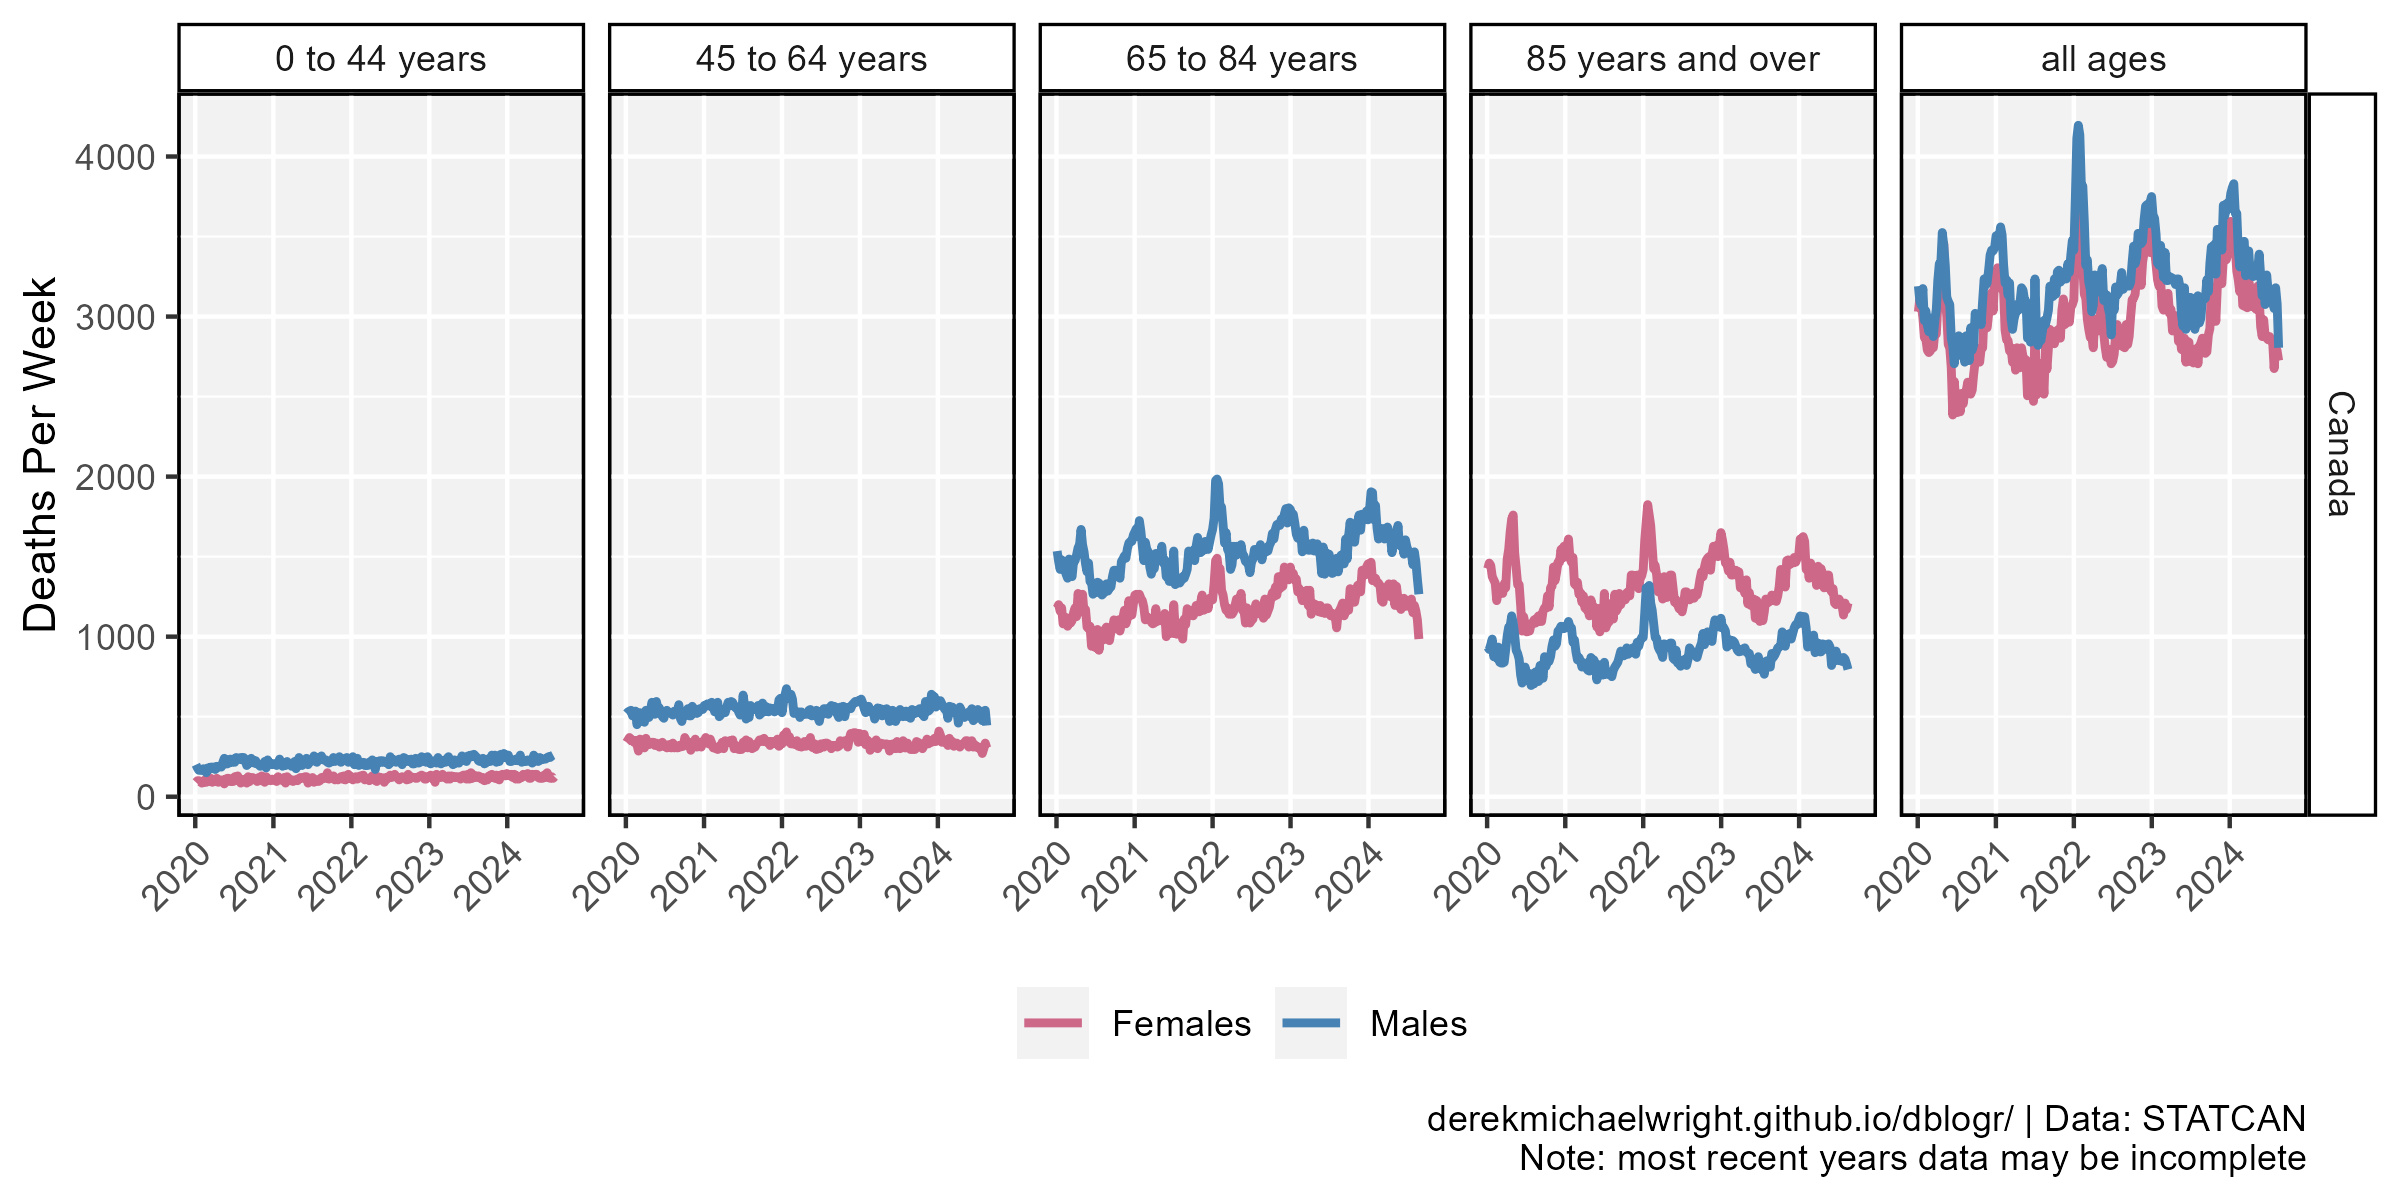 0 to 44 years
45 to 64 years
65 to 84 years
85 years and over
all ages
Deaths Per Week
4000
3000
2000
1000
0
Canada
2020 2021 2022 2023 2024
2020 2021 2022 2023 2024
2020 2021 2022 2023 2024
2020 2021 2022 2023 2024
2020 2021 2022 2023 2024
Females Males
derekmichaelwright.github.io/dblogr/ | Data: STATCAN
Note: most recent years data may be incomplete